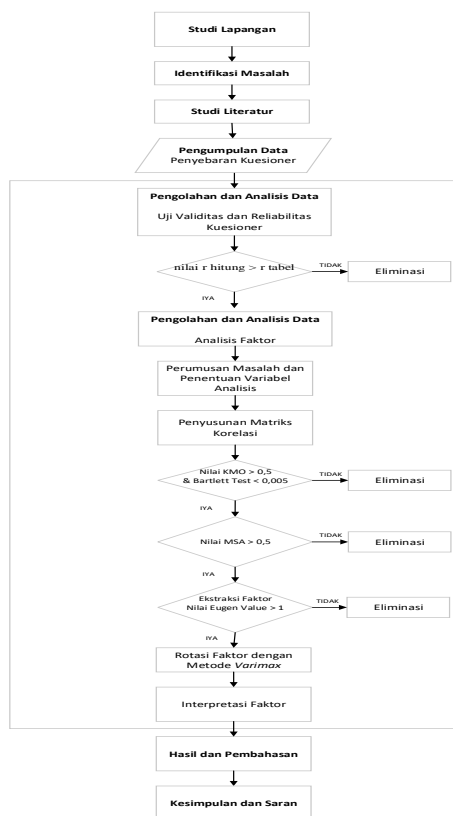 Studi Lapangan
Identifikasi Masalah
Studi Literatur
Pengumpulan Data
Penyebaran Kuesioner
Pengolahan dan Analisis Data
Uji Validitas dan Reliabilitas
Kuesioner
nilai r hitung > r tabel
TIDAK
Eliminasi
IYA
Pengolahan dan Analisis Data
Analisis Faktor
Perumusan Masalah dan
Penentuan Variabel
Analisis
Penyusunan Matriks
Korelasi
Nilai KMO > 0,5
& Bartlett Test < 0,005
TIDAK
Eliminasi
IYA
Nilai MSA > 0,5
TIDAK
Eliminasi
IYA
Ekstraksi Faktor
Nilai Eugen Value > 1
TIDAK
Eliminasi
IYA
Rotasi Faktor dengan
Metode Varimax
Interpretasi Faktor
Hasil dan Pembahasan
Kesimpulan dan Saran